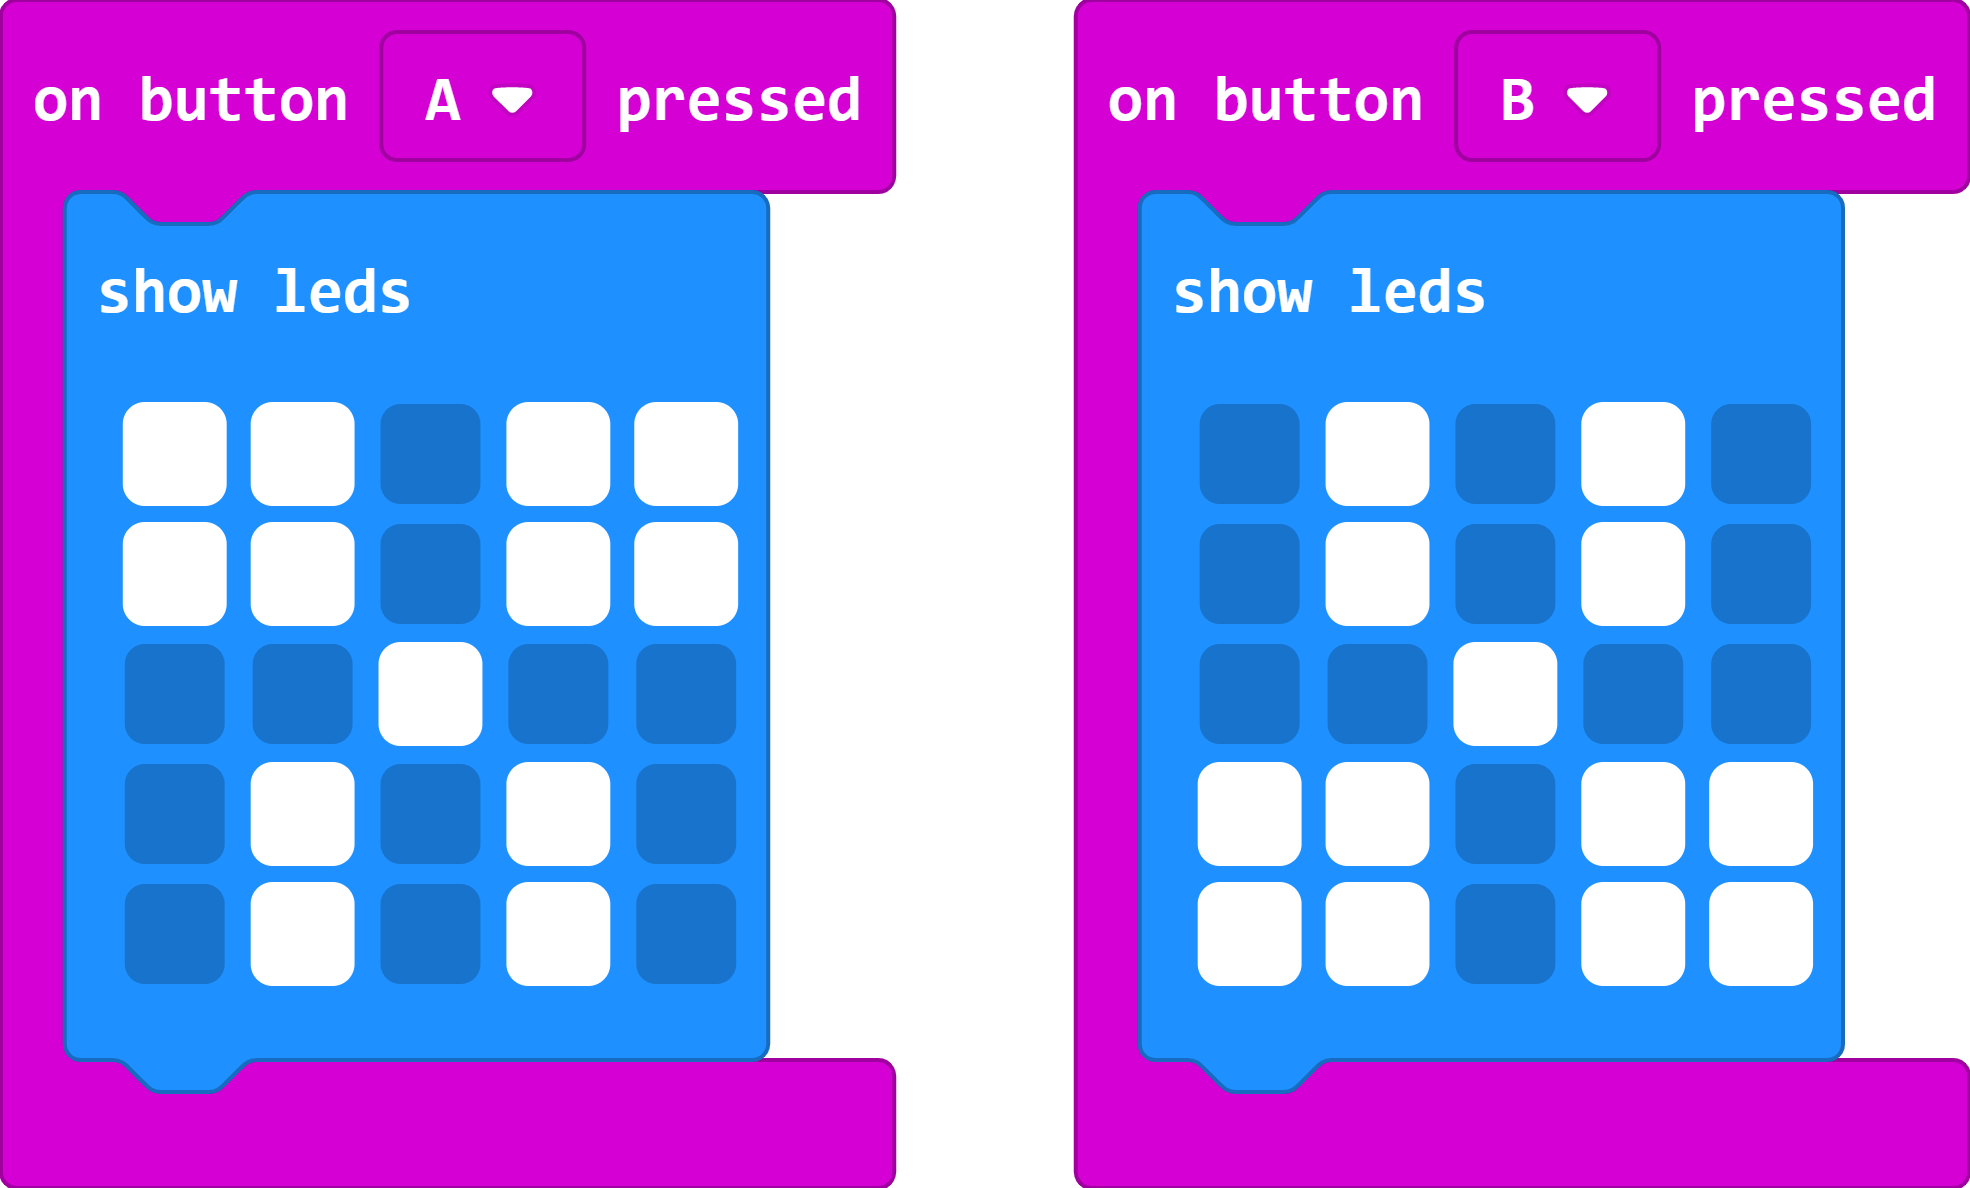 on button A pressed
show leds
on button B pressed
show leds